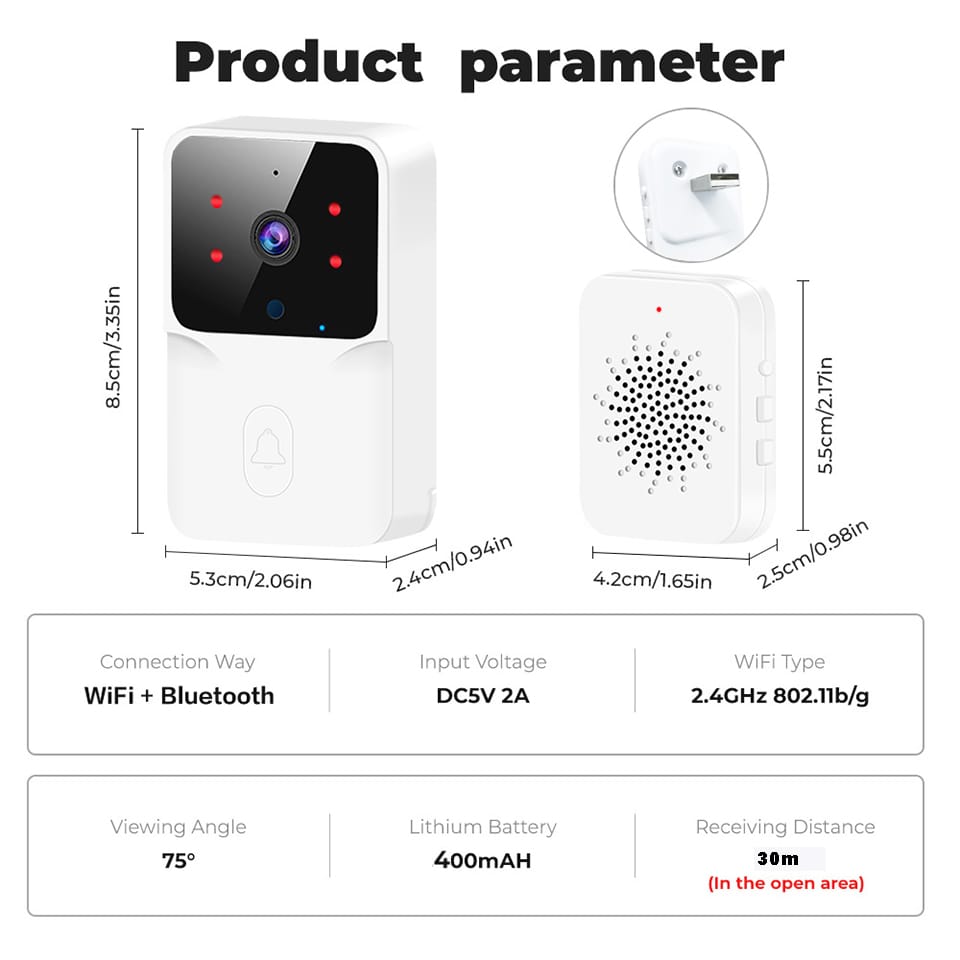 Product parameter
8.5cm/3.35in
5.3cm/2.06in
2.4cm/0.94in
5.5cm/2.17in
4.2cm/1.65in
2.5cm/0.98in
Connection Way
WiFi + Bluetooth
Input Voltage
DC5V 2A
WiFi Type
2.4GHz 802.11b/g
Viewing Angle
75°
Lithium Battery
400mAH
Receiving Distance
30m
(In the open area)